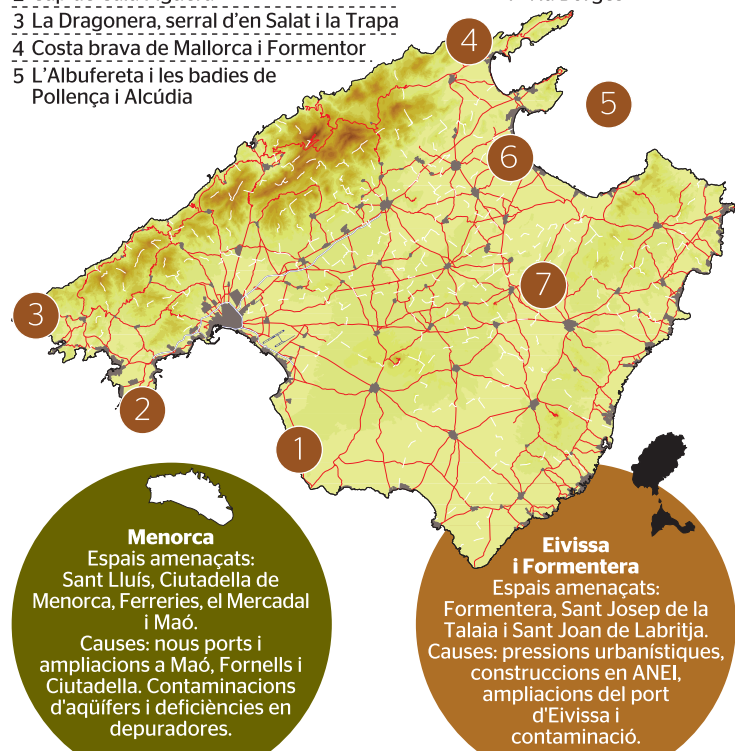 3 La Dragonera, serral d'en Salat i la Trapa
4 Costa brava de Mallorca i Formentor
5 L'Albufereta i les badies de
Pollença i Alcúdia
4
5
6
7
3
2
1
Menorca
Espais amenaçats:
Sant Lluís, Ciutadella de
Menorca, Ferreries, el Mercadal
i Maó.
Causes: nous ports i
ampliacions a Maó, Fornells i
Ciutadella. Contaminacions
d'aqüífers i deficiències en
depuradores.
Eivissa
i Formentera
Espais amenaçats:
Formentera, Sant Josep de la
Talaia i Sant Joan de Labritja.
Causes: pressions urbanístiques,
construccions en ANEI,
ampliacions del port
d'Eivissa i
contaminació.